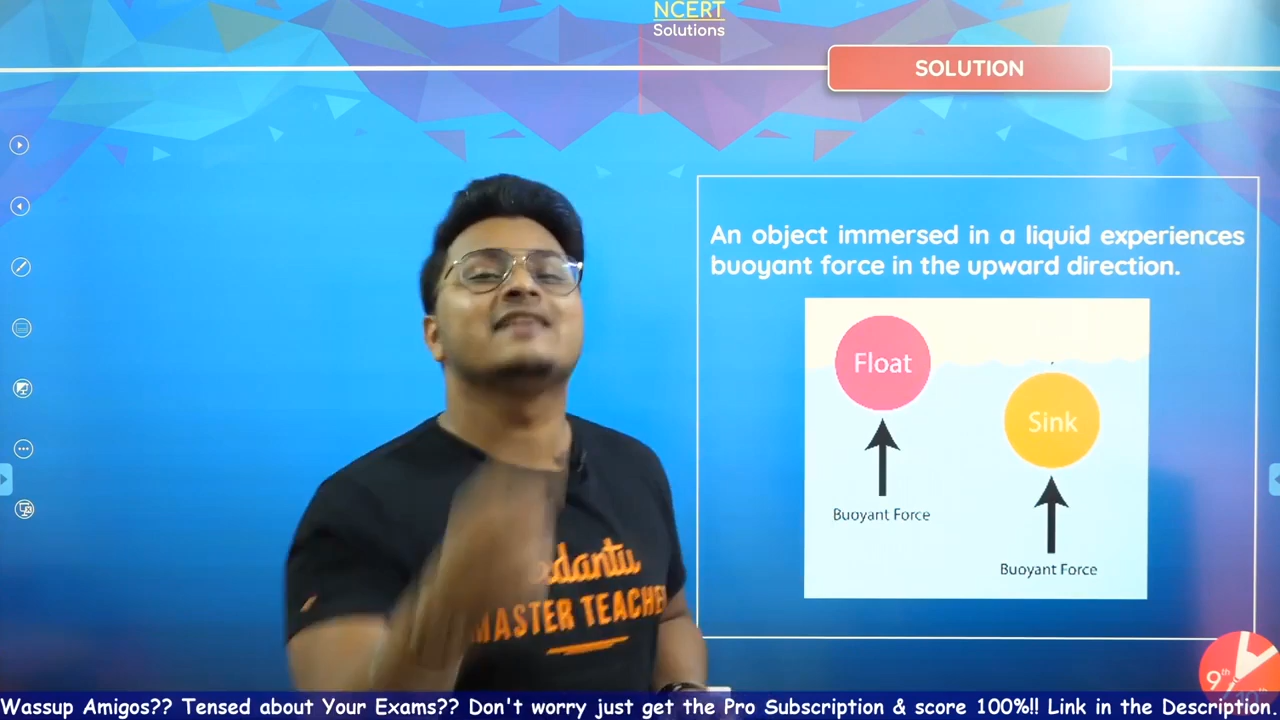 NCERT
Solutions
SOLUTION
An object immersed in a liquid experiences
buoyant force in the upward direction.
Float
Sink
Buoyant Force
Buoyant Force
MASTER TEACHE
9th
Wassup Amigos?? Tensed about Your Exams?? Don't worry just get the Pro Subscription & score 100%!! Link in the Description.